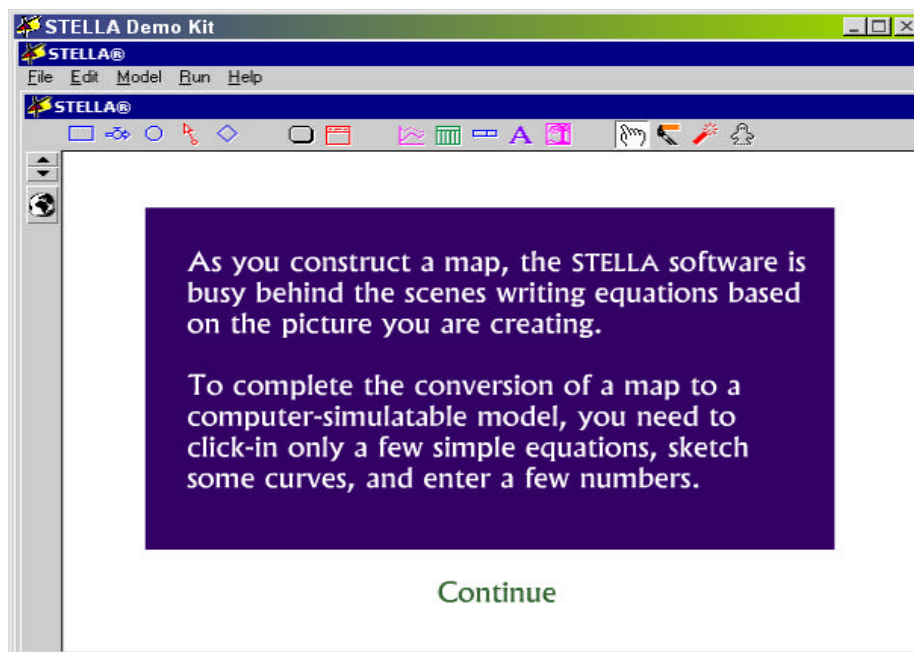 STELLA Demo Kit
STELLA®
File Edit Model Run Help
STELLA®
A
As you construct a map, the STELLA software is
busy behind the scenes writing equations based
on the picture you are creating.
To complete the conversion of a map to a
computer-simulatable model, you need to
click-in only a few simple equations, sketch
some curves, and enter a few numbers.
Continue